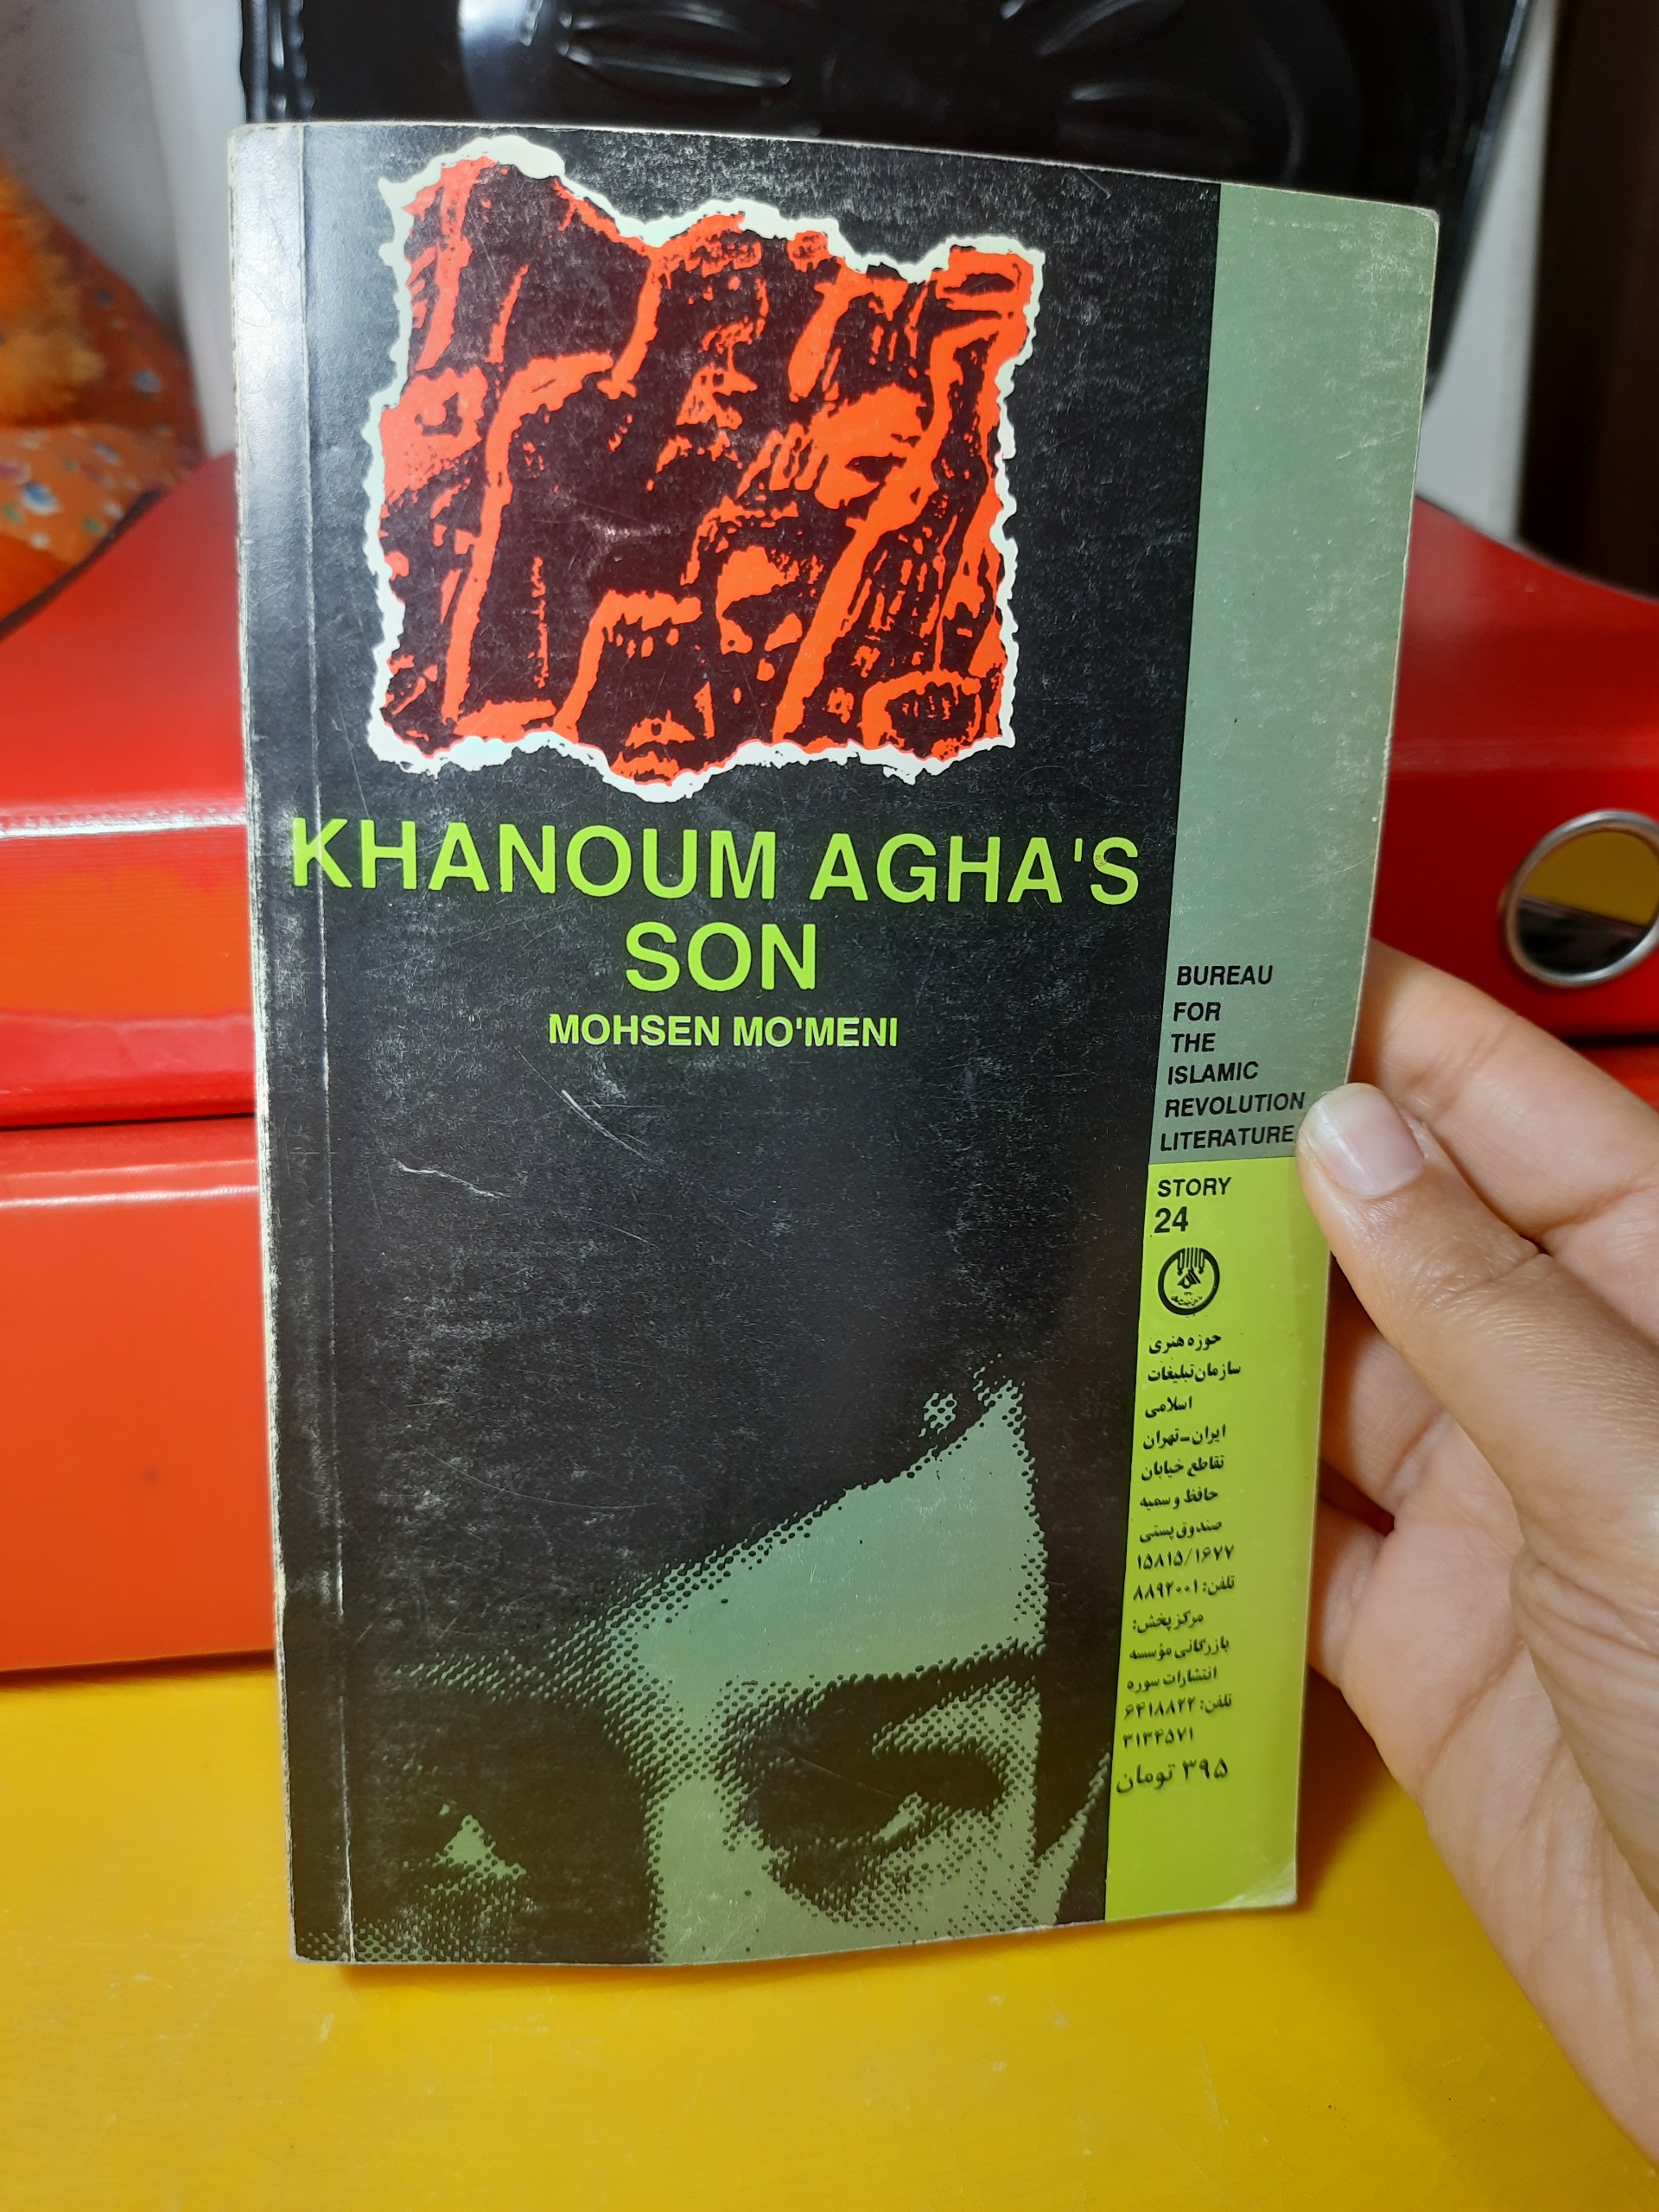 KHANOUM AGHA'S
SON
MOHSEN MO'MENI
BUREAU
FOR
THE
ISLAMIC
REVOLUTION
LITERATURE
STORY
24
حوزه هنری
سازمان تبلیغات
اسلامی
ایران-تهران
تقاطع خیابان
حافظ و سمیه
صندوق پستی
۱۵۸۱۵/۱۶۷۷
تلفن: ۸۸۹۲۰۰۱
مرکز پخش:
بازرگانی مؤسسه
انتشارات سوره
تلفن: ۶۴۱۸۸۲۲
۳۱۳۴۵۷۱
۳۹۵ تومان